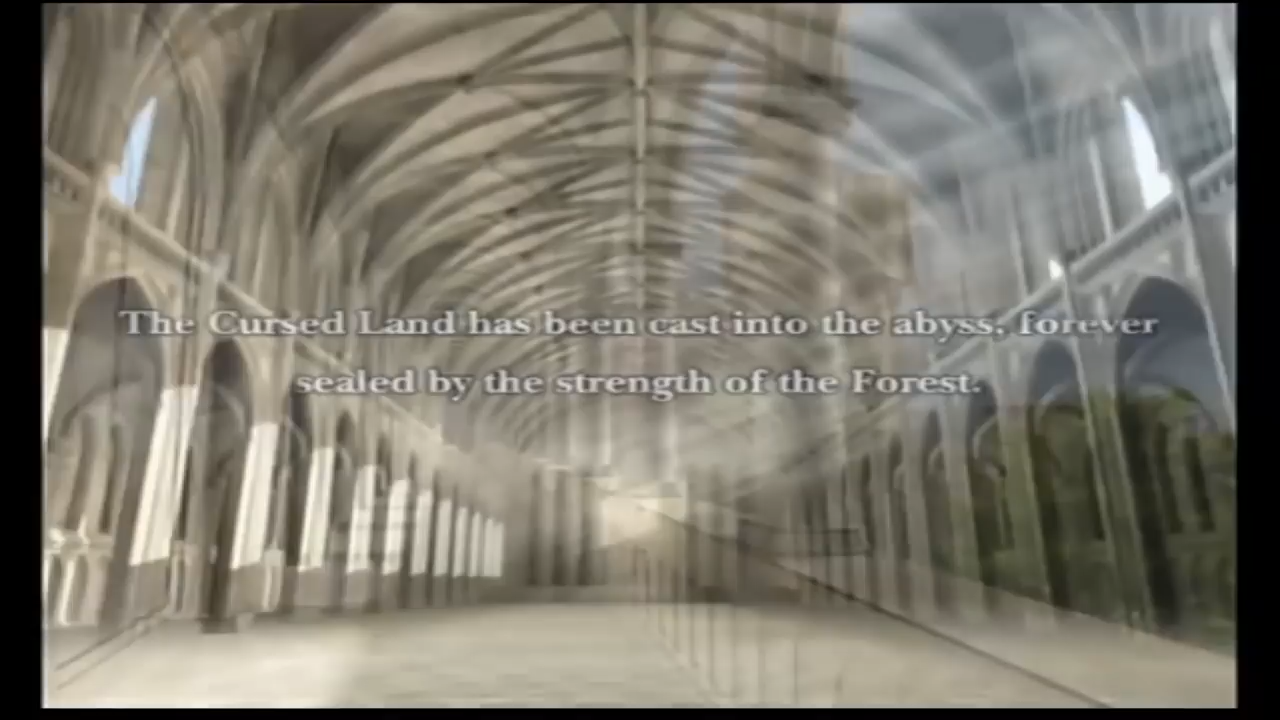 The Cursed Land has been cast into the abyss, forever
sealed by the strength of the Forest.